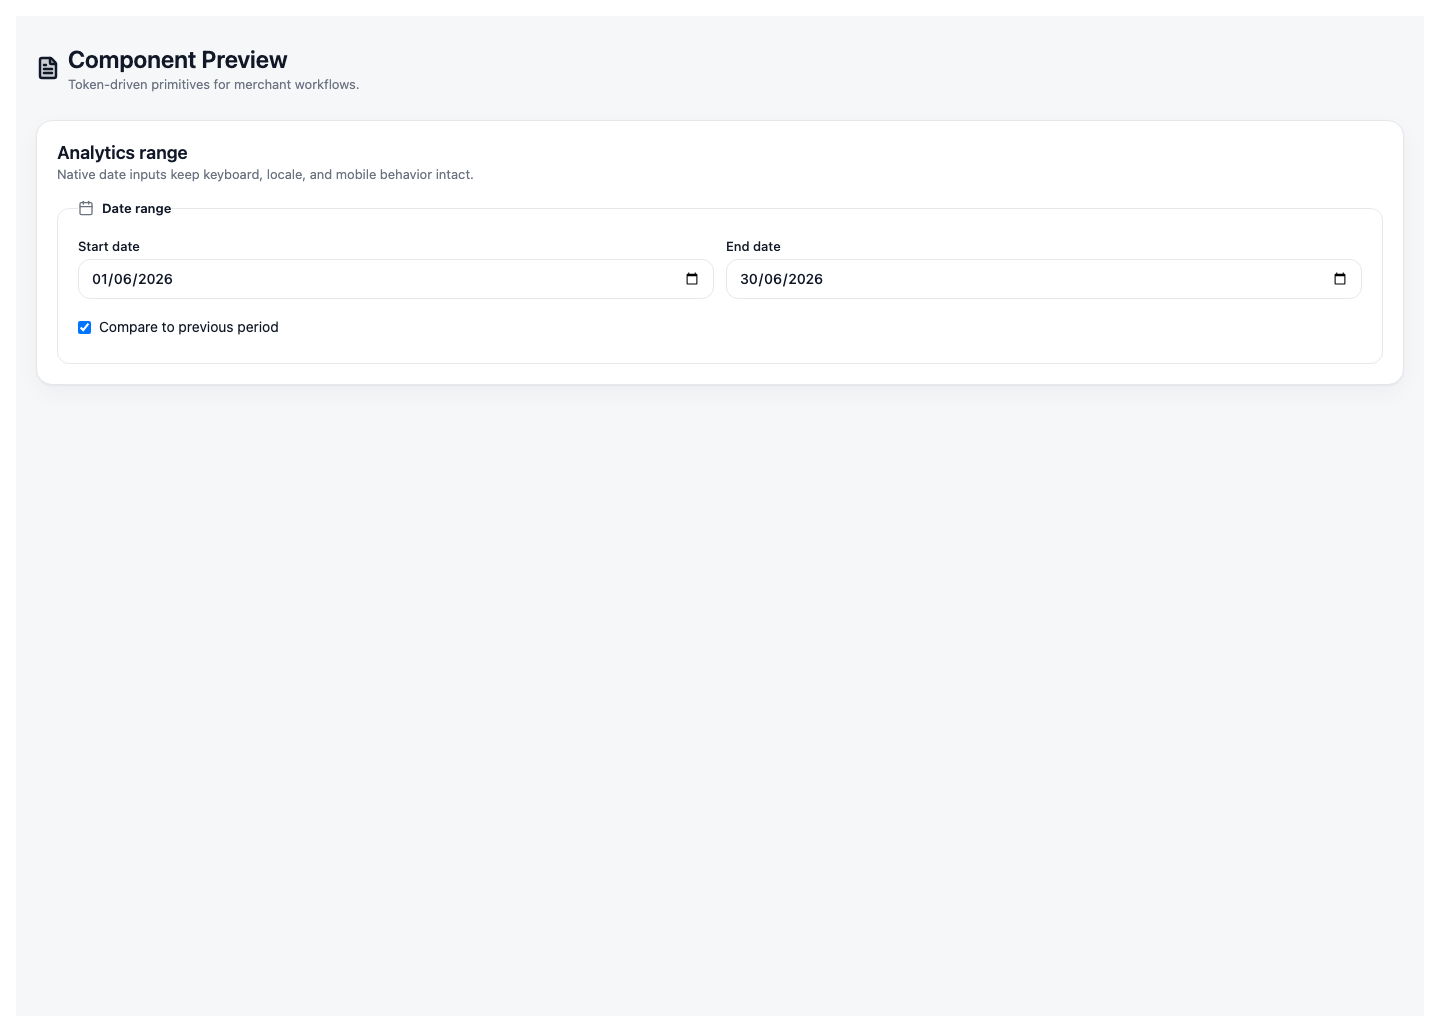 Component Preview
Token-driven primitives for merchant workflows.
Analytics range
Native date inputs keep keyboard, locale, and mobile behavior intact.
Date range
Start date
End date
01/06/2026
30/06/2026
Compare to previous period